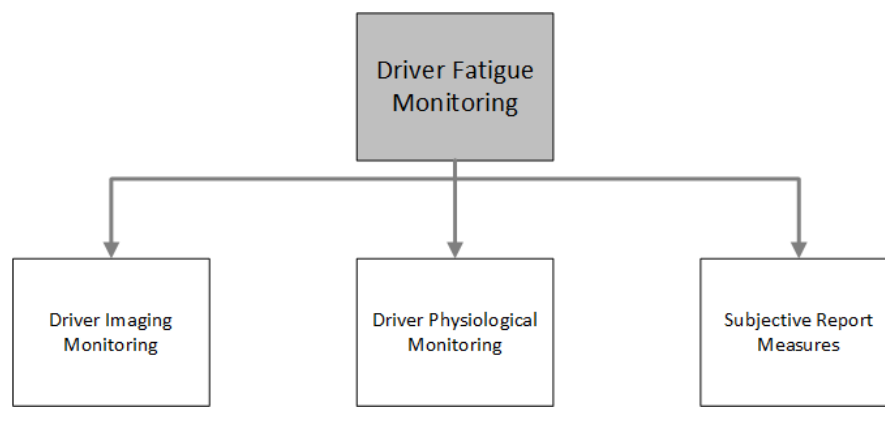 Driver Fatigue
Monitoring
Driver Imaging
Monitoring
Driver Physiological
Monitoring
Subjective Report
Measures